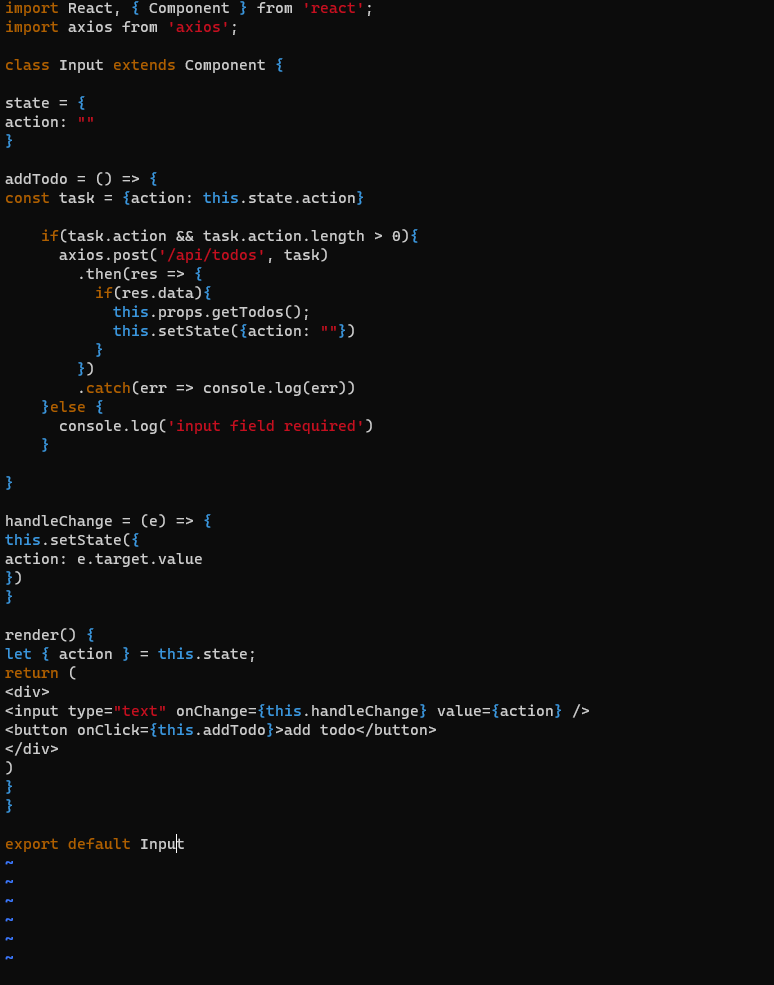 import React, { Component } from 'react';
import axios from 'axios';

class Input extends Component {

state = {
action: ""
}

addTodo = () => {
const task = {action: this.state.action}

    if(task.action && task.action.length > 0){
      axios.post('/api/todos', task)
        .then(res => {
          if(res.data){
            this.props.getTodos();
            this.setState({action: ""})
          }
        })
        .catch(err => console.log(err))
    }else {
      console.log('input field required')
    }

}

handleChange = (e) => {
this.setState({
action: e.target.value
})
}

render() {
let { action } = this.state;
return (
<div>
<input type="text" onChange={this.handleChange} value={action} />
<button onClick={this.addTodo}>add todo</button>
</div>
)
}
}

export default Input
~
~
~
~
~
~